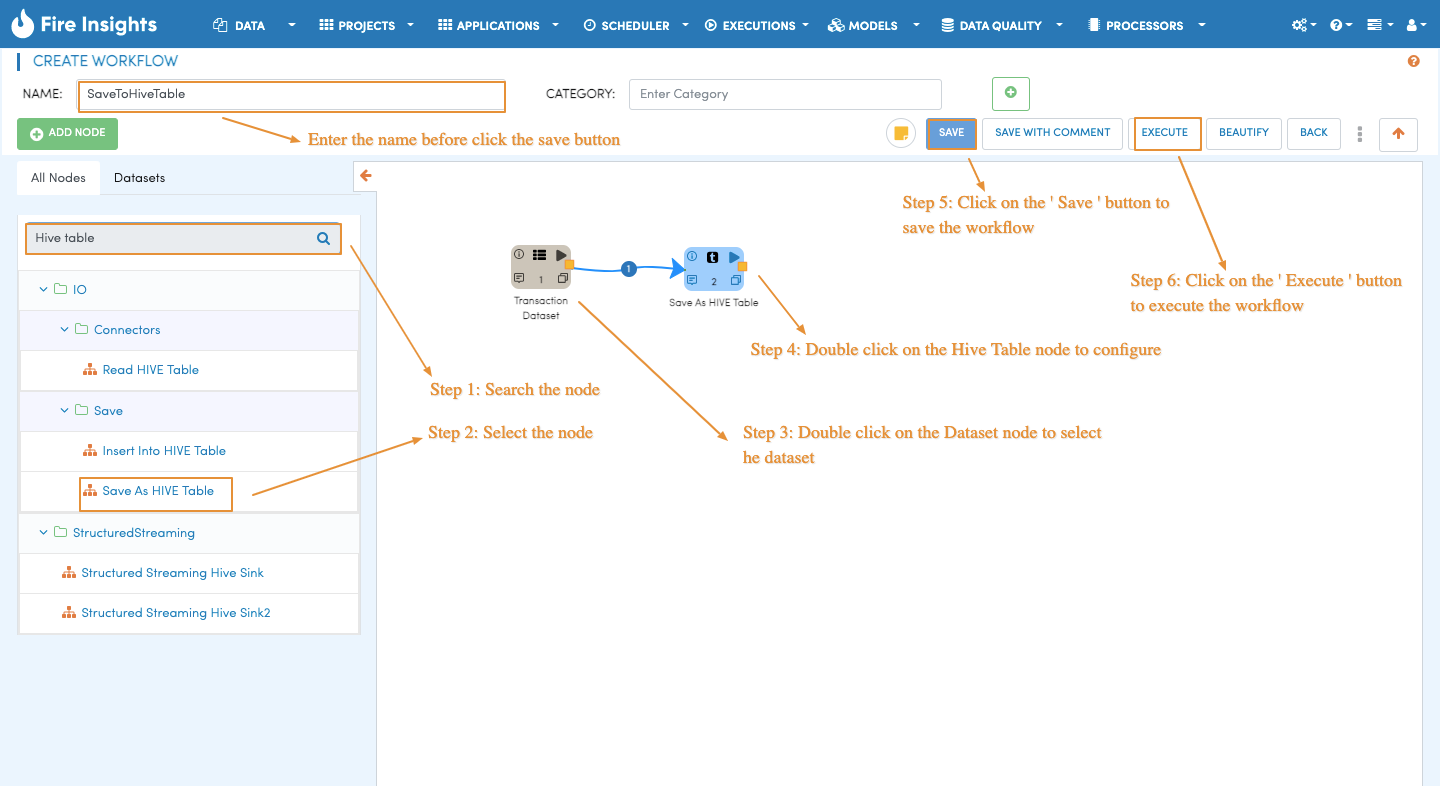 Fire Insights
DATA
PROJECTS
APPLICATIONS
SCHEDULER
EXECUTIONS
MODELS
DATA QUALITY
PROCESSORS
CREATE WORKFLOW
NAME:
SaveToHiveTable
CATEGORY:
Enter Category
ADD NODE
Enter the name before click the save button
SAVE
SAVE WITH COMMENT
EXECUTE
BEAUTIFY
BACK
All Nodes
Datasets
Step 5: Click on the ' Save ' button to
save the workflow
Hive table
Step 6: Click on the ' Execute ' button
to execute the workflow
IO
Connectors
Read HIVE Table
Save
Insert Into HIVE Table
Save As HIVE Table
StructuredStreaming
Structured Streaming Hive Sink
Structured Streaming Hive Sink2
1
Transaction
Dataset
1
t
2
Save As HIVE Table
Step 4: Double click on the Hive Table node to configure
Step 1: Search the node
Step 2: Select the node
Step 3: Double click on the Dataset node to select
he dataset